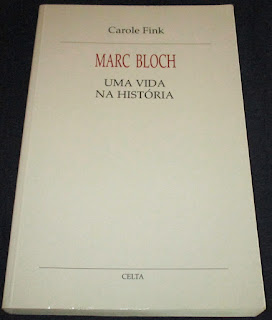 Carole Fink
MARC BLOCH
UMA VIDA
NA HISTÓRIA
CELTA